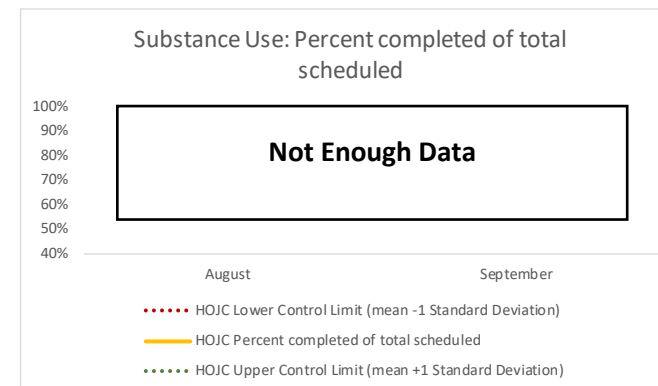 Substance Use: Percent completed of total
scheduled
100%
90%
80%
70%
60%
50%
40%
Not Enough Data
August
September
HOJC Lower Control Limit (mean -1 Standard Deviation)
HOJC Percent completed of total scheduled
HOJC Upper Control Limit (mean +1 Standard Deviation)